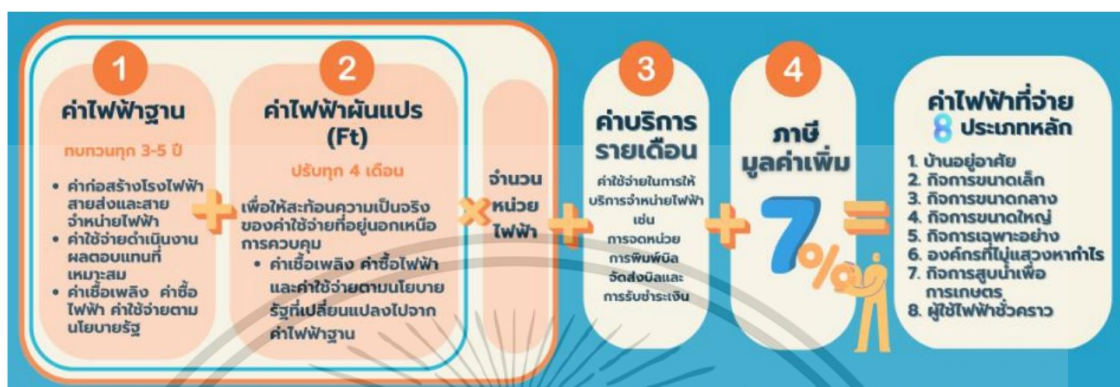 1
ค่าไฟฟ้าฐาน
ทบทวนทุก 3-5 ปี
• ค่าก่อสร้างโรงไฟฟ้า
สายส่งและสาย
จำหน่ายไฟฟ้า
• ค่าใช้จ่ายดำเนินงาน
ผลตอบแทนที่
เหมาะสม
• ค่าเชื้อเพลิง ค่าซื้อ
ไฟฟ้า ค่าใช้จ่ายตาม
นโยบายรัฐ
+
2
ค่าไฟฟ้าผันแปร
(Ft)
ปรับทุก 4 เดือน
เพื่อให้สะท้อนความเป็นจริง
ของค่าใช้จ่ายที่อยู่นอกเหนือ
การควบคุม
• ค่าเชื้อเพลิง ค่าซื้อไฟฟ้า
และค่าใช้จ่ายตามนโยบาย
รัฐที่เปลี่ยนแปลงไปจาก
ค่าไฟฟ้าฐาน
×
จำนวน
หน่วย
ไฟฟ้า
+
3
ค่าบริการ
รายเดือน
ค่าใช้จ่ายในการให้
บริการจำหน่ายไฟฟ้า
เช่น
การจดหน่วย
การพิมพ์บิล
จัดส่งบิลและ
การรับชำระเงิน
+
4
ภาษี
มูลค่าเพิ่ม
7%
=
ค่าไฟฟ้าที่จ่าย
8 ประเภทหลัก
1. บ้านอยู่อาศัย
2. กิจการขนาดเล็ก
3. กิจการขนาดกลาง
4. กิจการขนาดใหญ่
5. กิจการเฉพาะอย่าง
6. องค์กรที่ไม่แสวงหากำไร
7. กิจการสูบน้ำเพื่อ
การเกษตร
8. ผู้ใช้ไฟฟ้าชั่วคราว